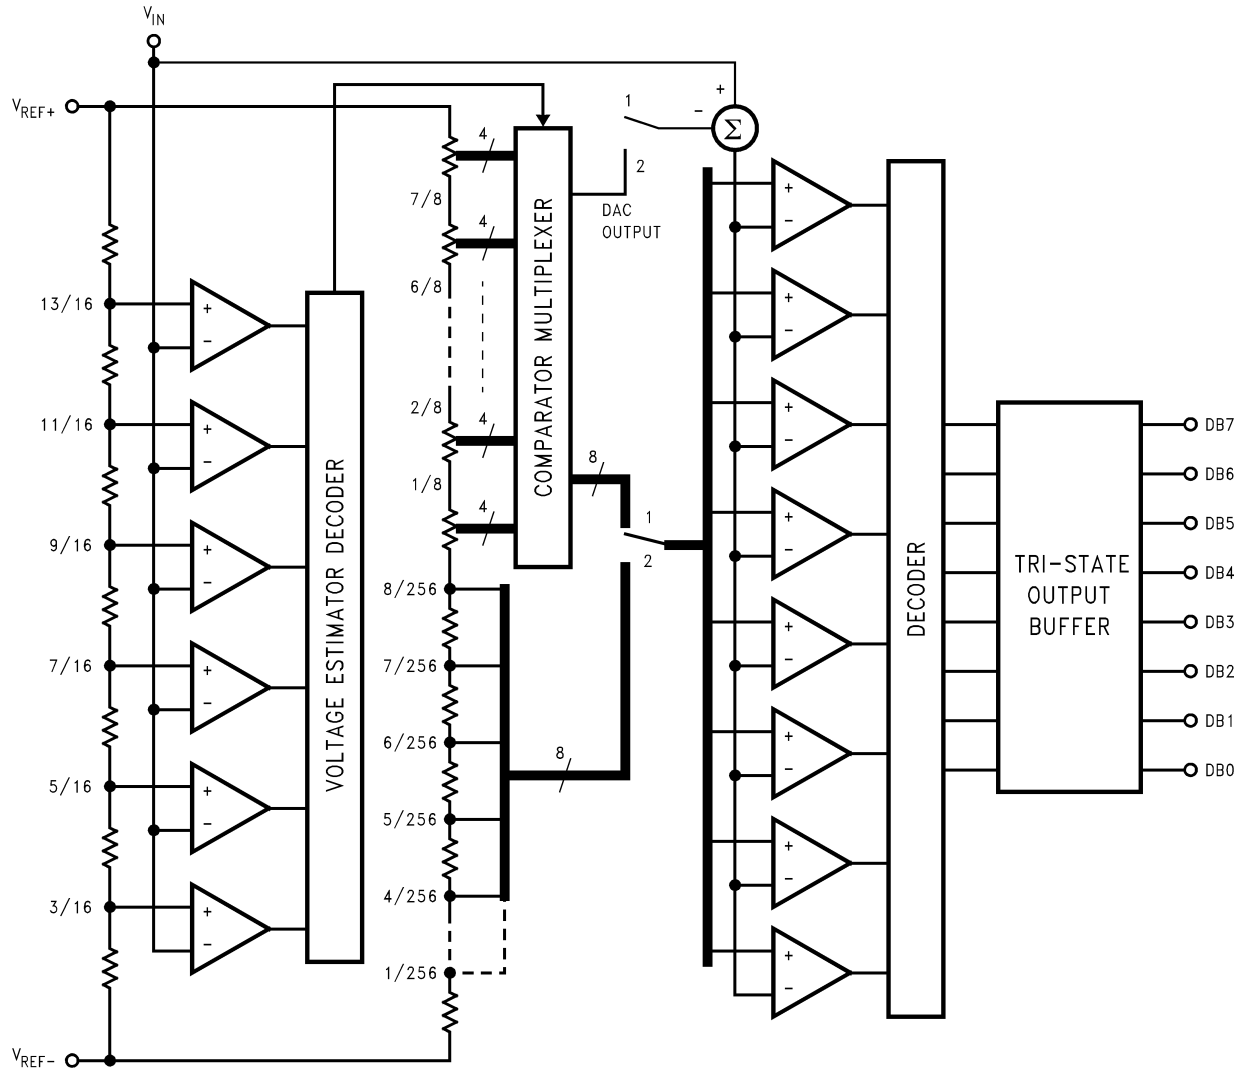 V_IN
V_REF+
+
−
Σ
1
2
DAC
OUTPUT
4
7/8
4
6/8
4
2/8
1/8
4
COMPARATOR MULTIPLEXER
8
1
2
8
13/16
11/16
9/16
7/16
5/16
3/16
+
−
+
−
+
−
+
−
+
−
+
−
VOLTAGE ESTIMATOR DECODER
8/256
7/256
6/256
5/256
4/256
1/256
+
−
+
−
+
−
+
−
+
−
+
−
+
−
+
−
DECODER
TRI-STATE
OUTPUT
BUFFER
DB7
DB6
DB5
DB4
DB3
DB2
DB1
DB0
V_REF−